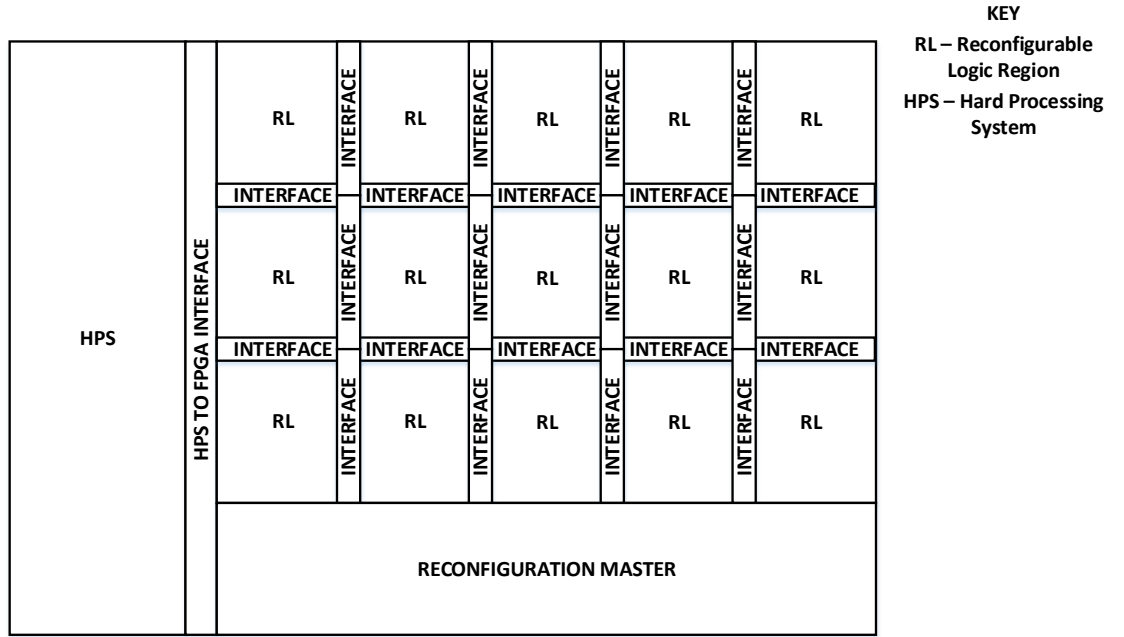 KEY
RL – Reconfigurable
Logic Region
HPS – Hard Processing
System
HPS
HPS TO FPGA INTERFACE
RL
INTERFACE
RL
INTERFACE
RL
INTERFACE
RL
INTERFACE
RL
INTERFACE
INTERFACE
INTERFACE
INTERFACE
INTERFACE
RL
INTERFACE
RL
INTERFACE
RL
INTERFACE
RL
INTERFACE
RL
INTERFACE
INTERFACE
INTERFACE
INTERFACE
INTERFACE
RL
INTERFACE
RL
INTERFACE
RL
INTERFACE
RL
INTERFACE
RL
RECONFIGURATION MASTER